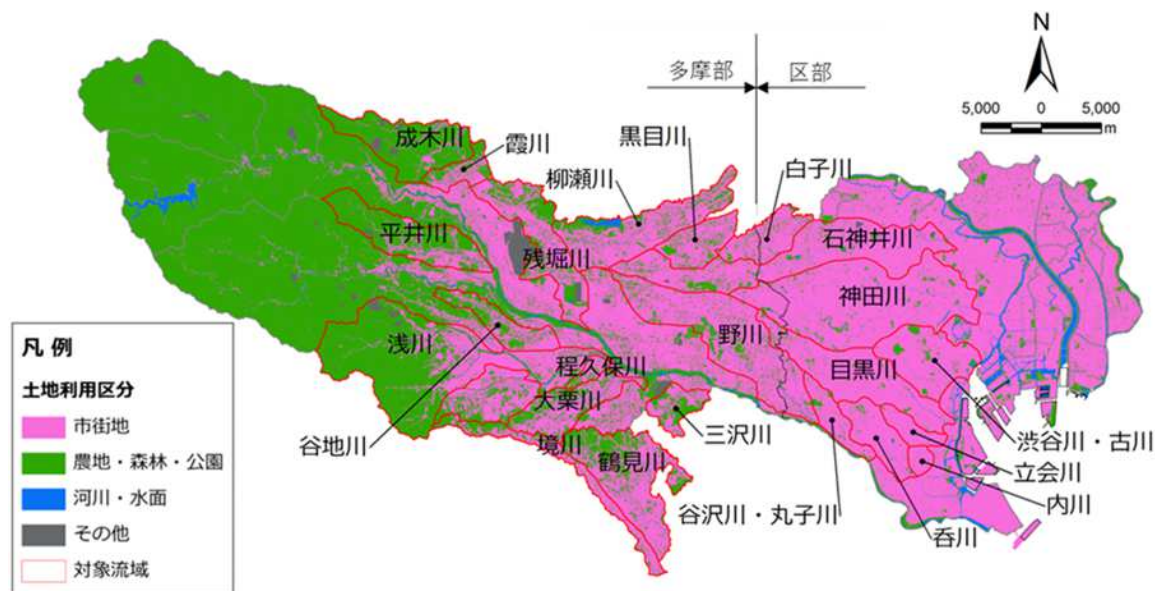 N
多摩部
区部
5,000
0
5,000
m
成木川
霞川
黒目川
柳瀬川
白子川
平井川
残堀川
石神井川
神田川
浅川
野川
程久保川
目黒川
大栗川
谷地川
三沢川
渋谷川・古川
境川
鶴見川
立会川
内川
谷沢川・丸子川
呑川
凡 例
土地利用区分
市街地
農地・森林・公園
河川・水面
その他
対象流域